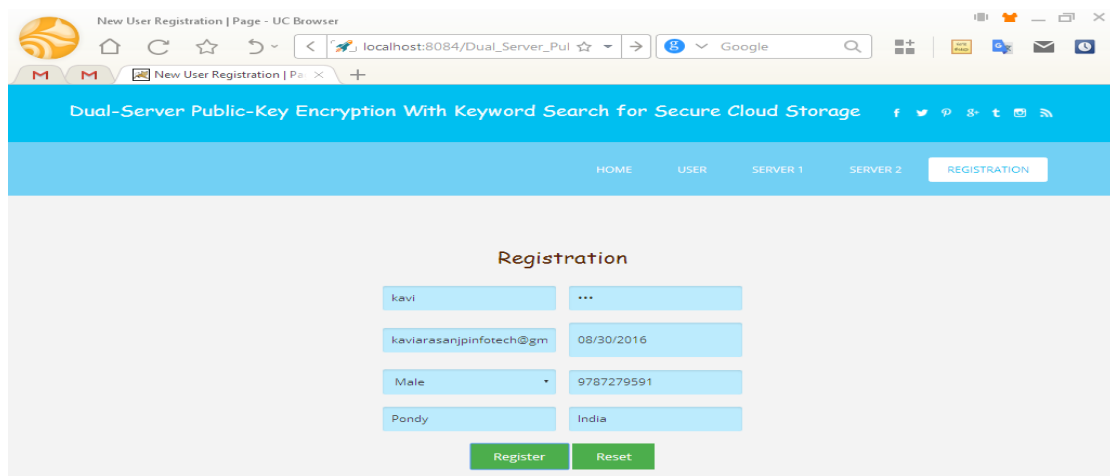 New User Registration | Page - UC Browser
localhost:8084/Dual_Server_Pul
Google
New User Registration | Pa
Dual-Server Public-Key Encryption With Keyword Search for Secure Cloud Storage
HOME USER SERVER 1 SERVER 2 REGISTRATION
Registration
kavi •••
kaviarasanjpinfotech@gm 08/30/2016
Male 9787279591
Pondy India
Register Reset